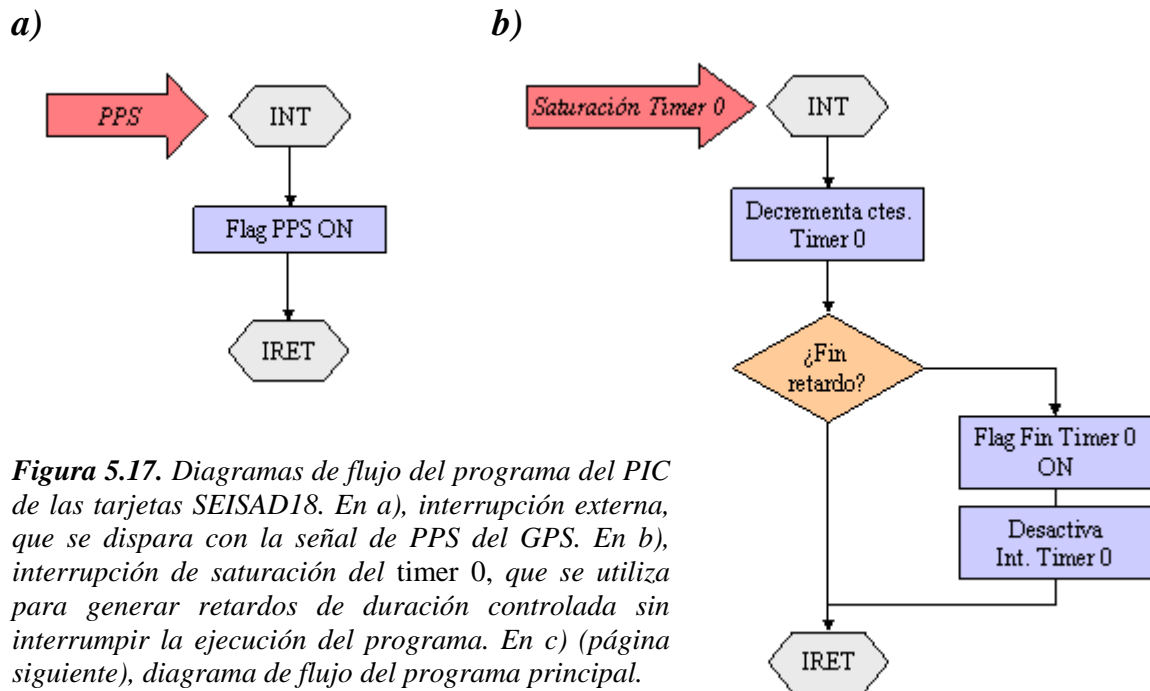 a)
PPS
INT
Flag PPS ON
IRET
b)
Saturación Timer 0
INT
Decrementa ctes.
Timer 0
¿Fin
retardo?
Flag Fin Timer 0
ON
Desactiva
Int. Timer 0
IRET
Figura 5.17. Diagramas de flujo del programa del PIC
de las tarjetas SEISAD18. En a), interrupción externa,
que se dispara con la señal de PPS del GPS. En b),
interrupción de saturación del timer 0, que se utiliza
para generar retardos de duración controlada sin
interrumpir la ejecución del programa. En c) (página
siguiente), diagrama de flujo del programa principal.